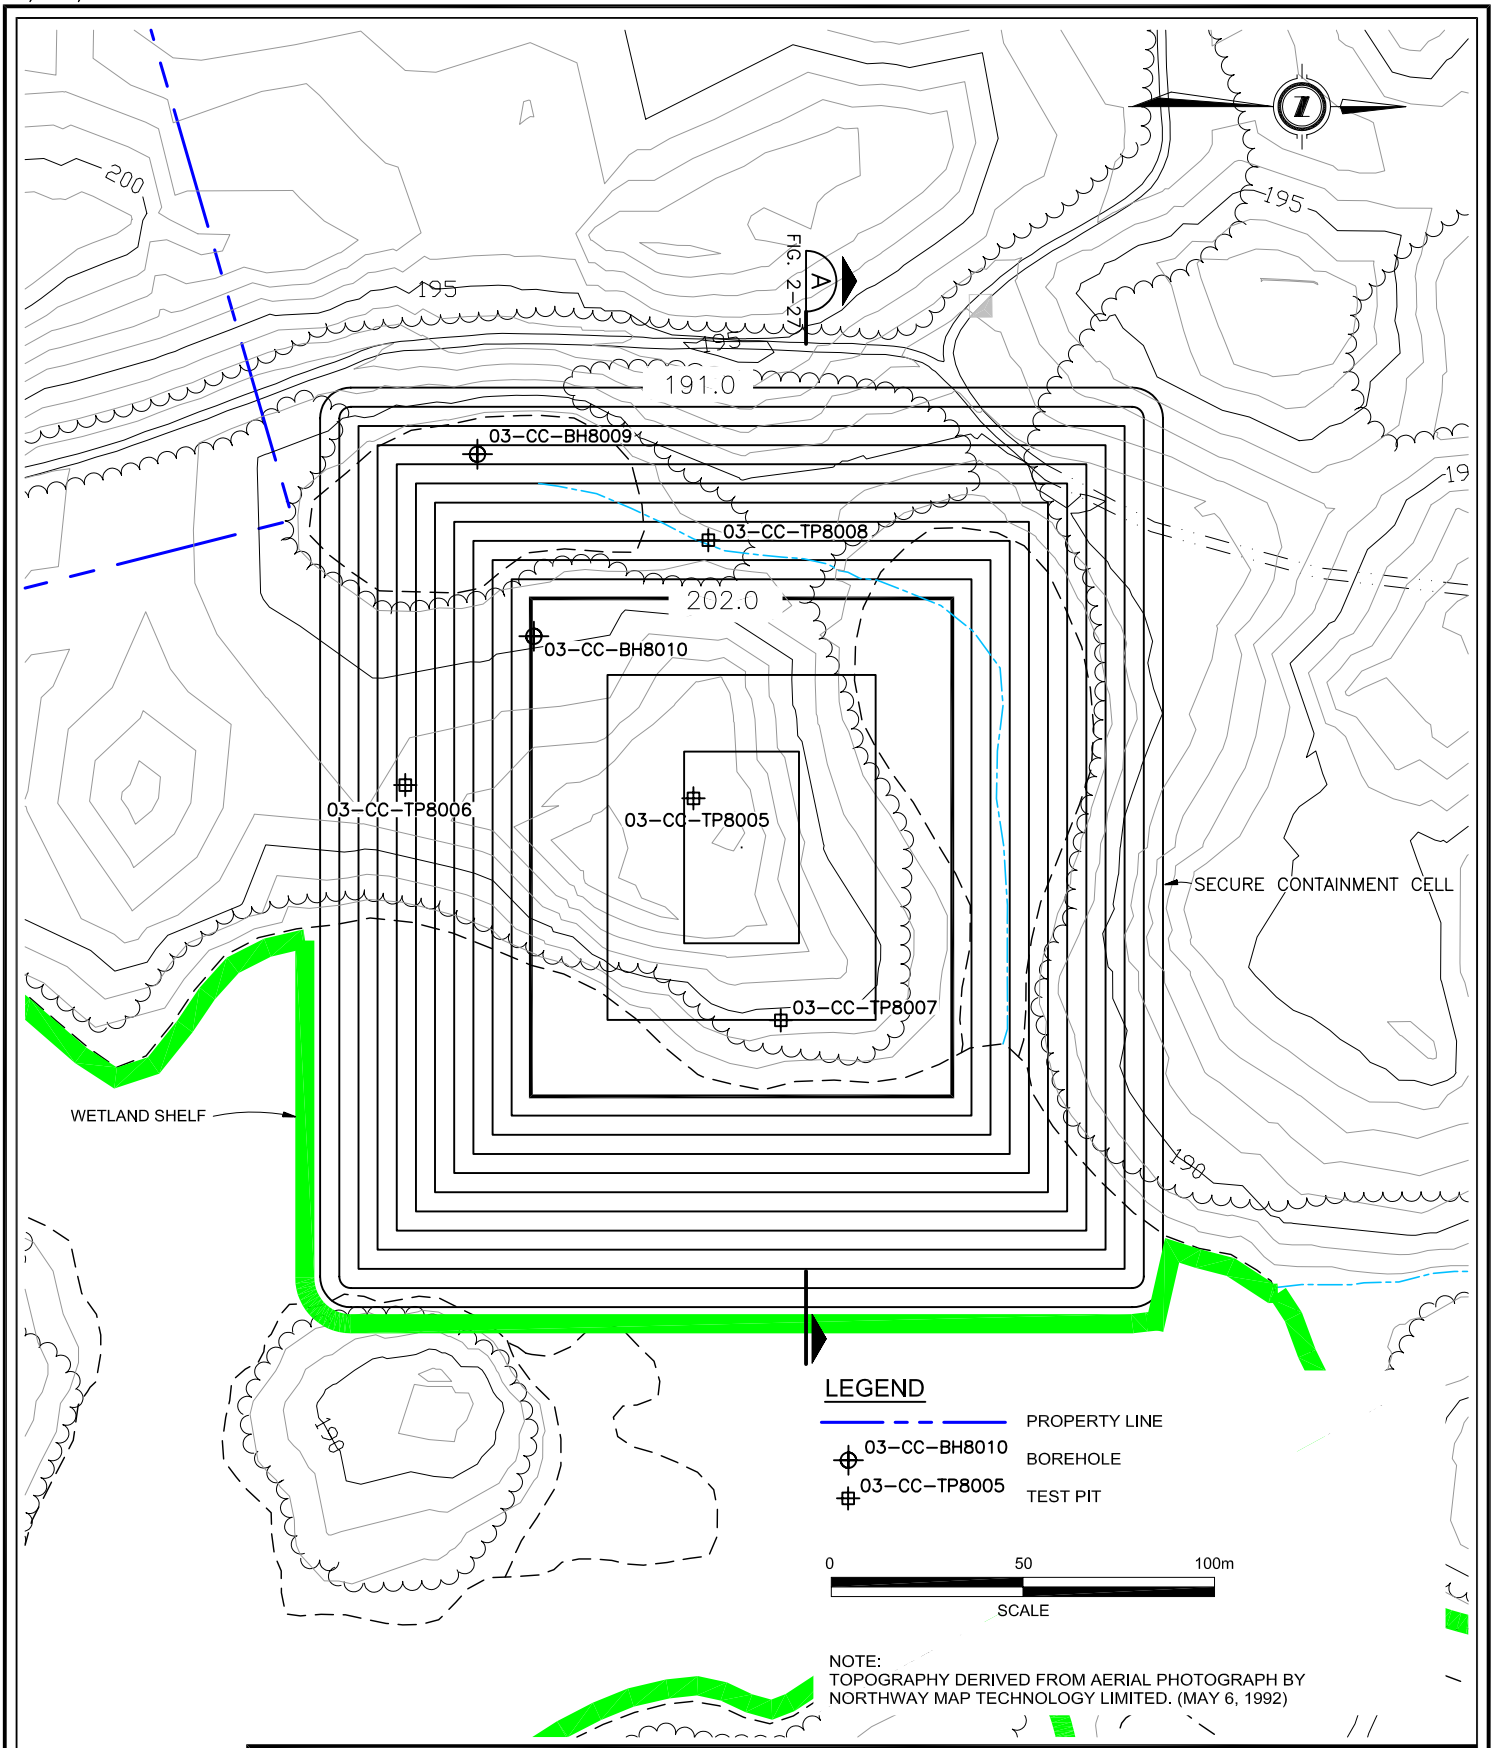 200
195
195
FIG. 2-27
A
195
Z
191.0
03-CC-BH8009
19
03-CC-TP8008
202.0
03-CC-BH8010
03-CC-TP8006
03-CC-TP8005
SECURE CONTAINMENT CELL
03-CC-TP8007
WETLAND SHELF
190
190
LEGEND
PROPERTY LINE
03-CC-BH8010
BOREHOLE
03-CC-TP8005
TEST PIT
0 50 100m
SCALE
NOTE:
TOPOGRAPHY DERIVED FROM AERIAL PHOTOGRAPH BY
NORTHWAY MAP TECHNOLOGY LIMITED. (MAY 6, 1992)